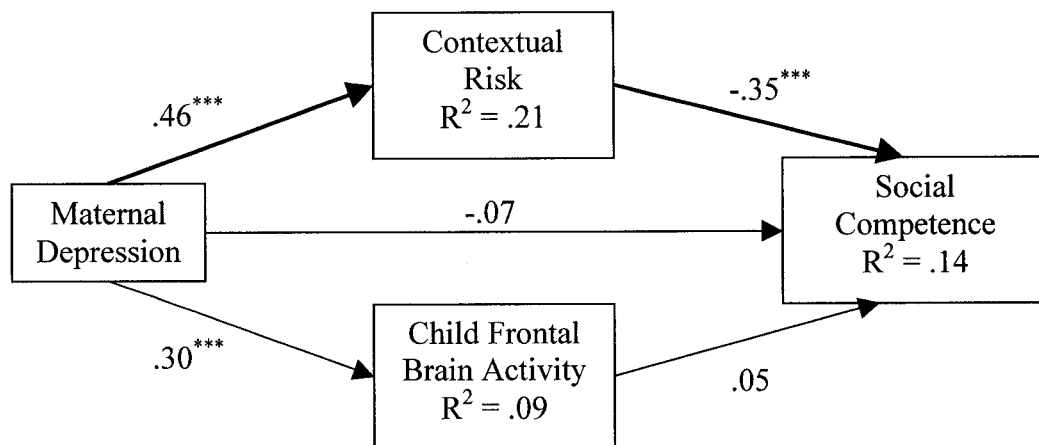 Contextual
Risk
R² = .21
.46***
-.35***
Maternal
Depression
-.07
Social
Competence
R² = .14
.30***
Child Frontal
Brain Activity
R² = .09
.05